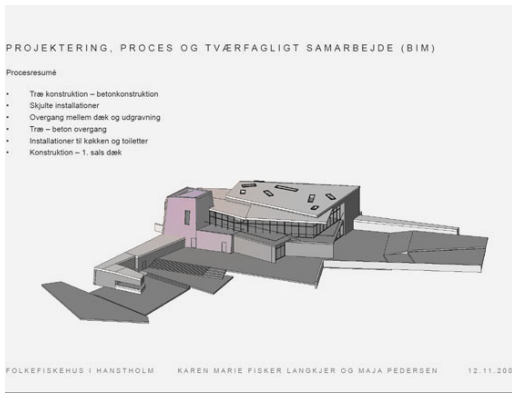 PROJEKTERING, PROCES OG TVÆRFAGLIGT SAMARBEJDE (BIM)
Procesresumé
• Træ konstruktion – betonkonstruktion
• Skjulte installationer
• Overgang mellem dæk og udgravning
• Træ – beton overgang
• Installationer til køkken og toiletter
• Konstruktion – 1. sals dæk
FOLKEFISKEHUS I HANSTHOLM KAREN MARIE FISKER LANGKJER OG MAJA PEDERSEN 12.11.200